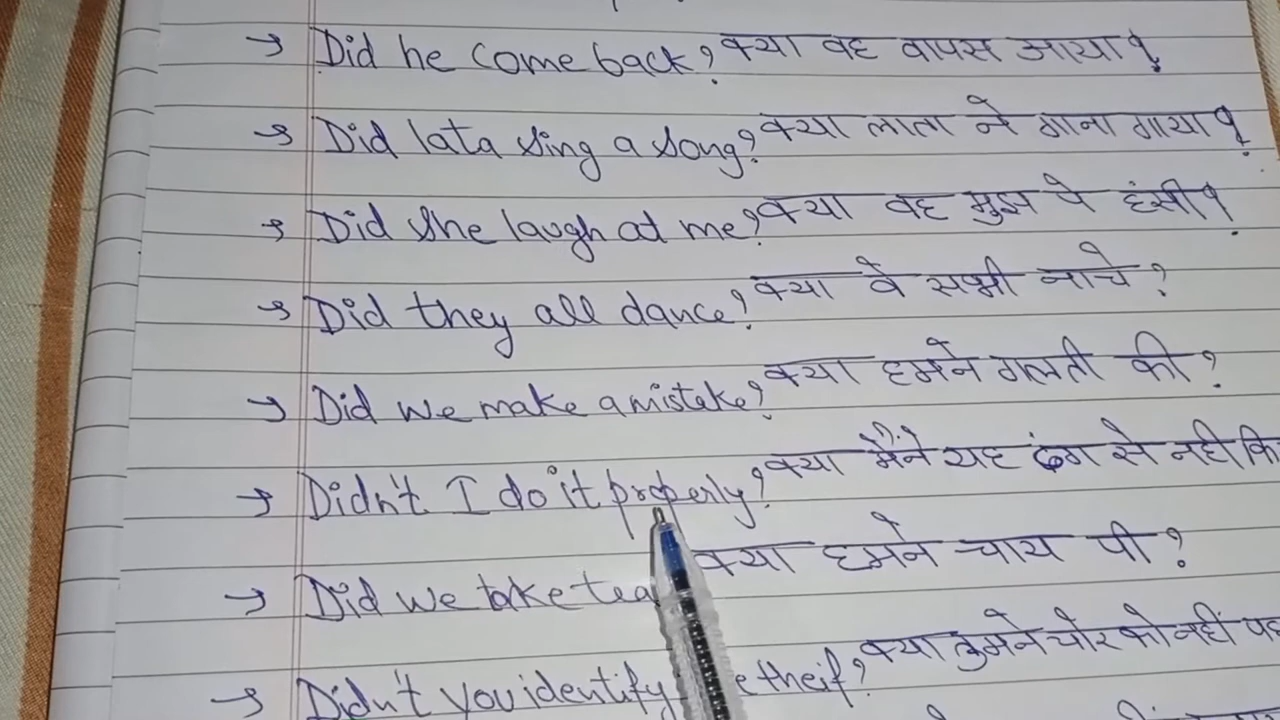 → Did he come back? क्या वह वापस आया?
→ Did lata sing a song? क्या लाता ने गाना गाया?
→ Did she laugh at me? क्या वह मुझ पे हंसी?
→ Did they all dance? क्या वे सभी नाचे?
→ Did we make a mistake? क्या हमने गलती की?
→ Didn't I do it properly? क्या मैंने यह ढंग से नही कि
→ Did we take tea क्या हमने चाय पी?
→ Didn't you identify theif? क्या तुमने चोर को नहीं